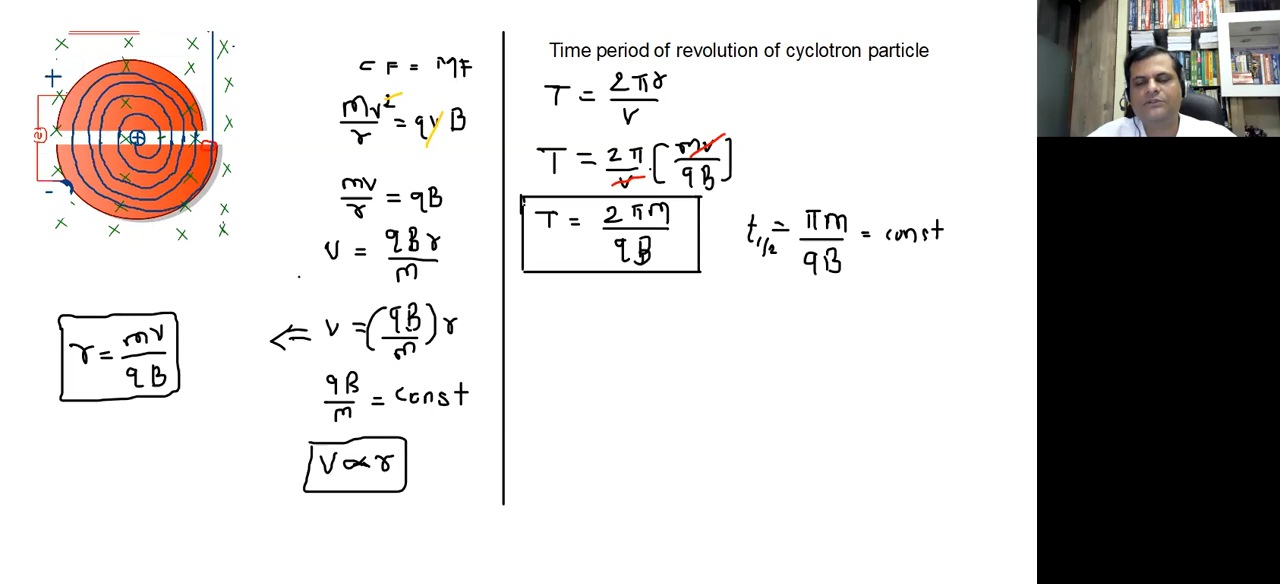 +
-
CF = MF
mv²/r = qvB
mv/r = qB
v = qBr/m
v = (qB/m) r
⇐
qB/m = const
v ∝ r
r = mv/qB
Time period of revolution of cyclotron particle
T = 2πr/v
T = 2π/v · [mv/qB]
T = 2πm/qB
t₁/₂ = πm/qB = const